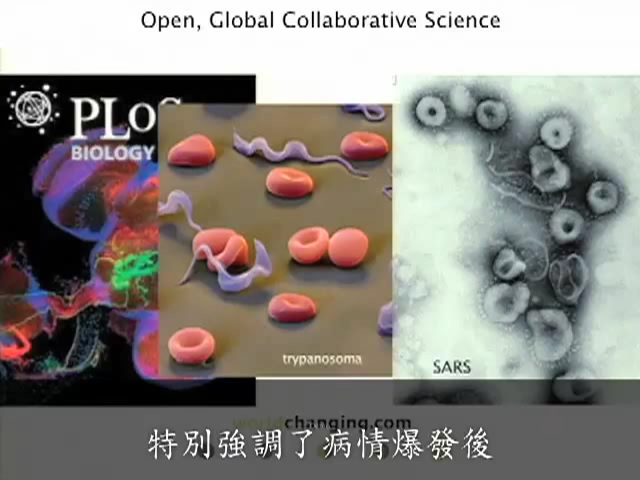 Open, Global Collaborative Science
PLoS
BIOLOGY
trypanosoma
SARS
worldchanging.com
特別強調了病情爆發後